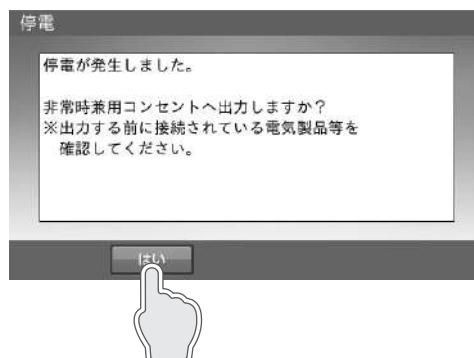 停電
停電が発生しました。
非常時兼用コンセントへ出力しますか？
※出力する前に接続されている電気製品等を
確認してください。
はい